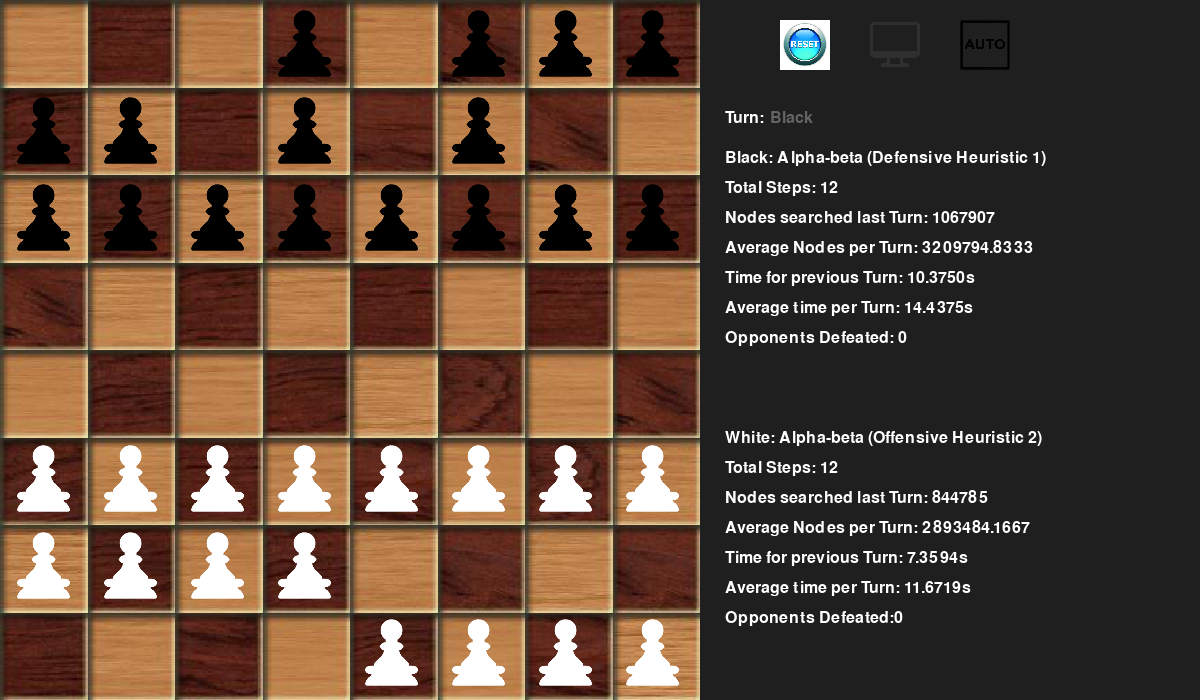 RESET
AUTO
Turn: Black
Black: Alpha-beta (Defensive Heuristic 1)
Total Steps: 12
Nodes searched last Turn: 1067907
Average Nodes per Turn: 3209794.8333
Time for previous Turn: 10.3750s
Average time per Turn: 14.4375s
Opponents Defeated: 0
White: Alpha-beta (Offensive Heuristic 2)
Total Steps: 12
Nodes searched last Turn: 844785
Average Nodes per Turn: 2893484.1667
Time for previous Turn: 7.3594s
Average time per Turn: 11.6719s
Opponents Defeated:0